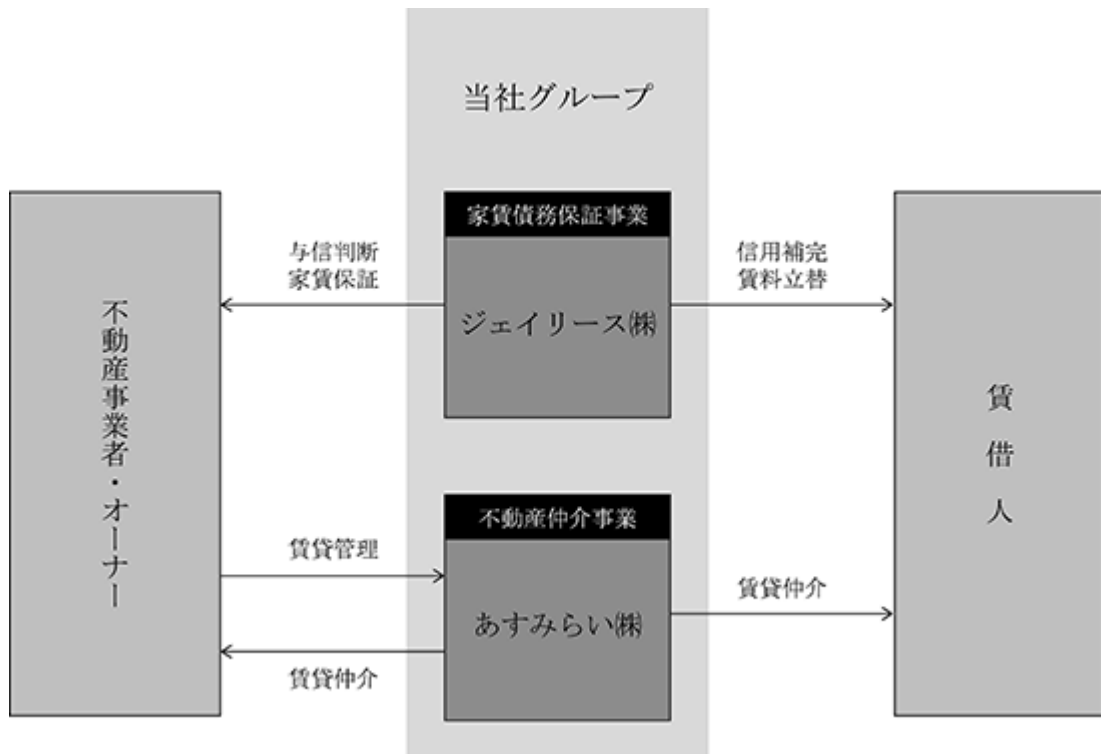 当社グループ
家賃債務保証事業
ジェイリース㈱
与信判断
家賃保証
信用補完
賃料立替
不動産事業者・オーナー
賃借人
不動産仲介事業
あすみらい㈱
賃貸管理
賃貸仲介
賃貸仲介